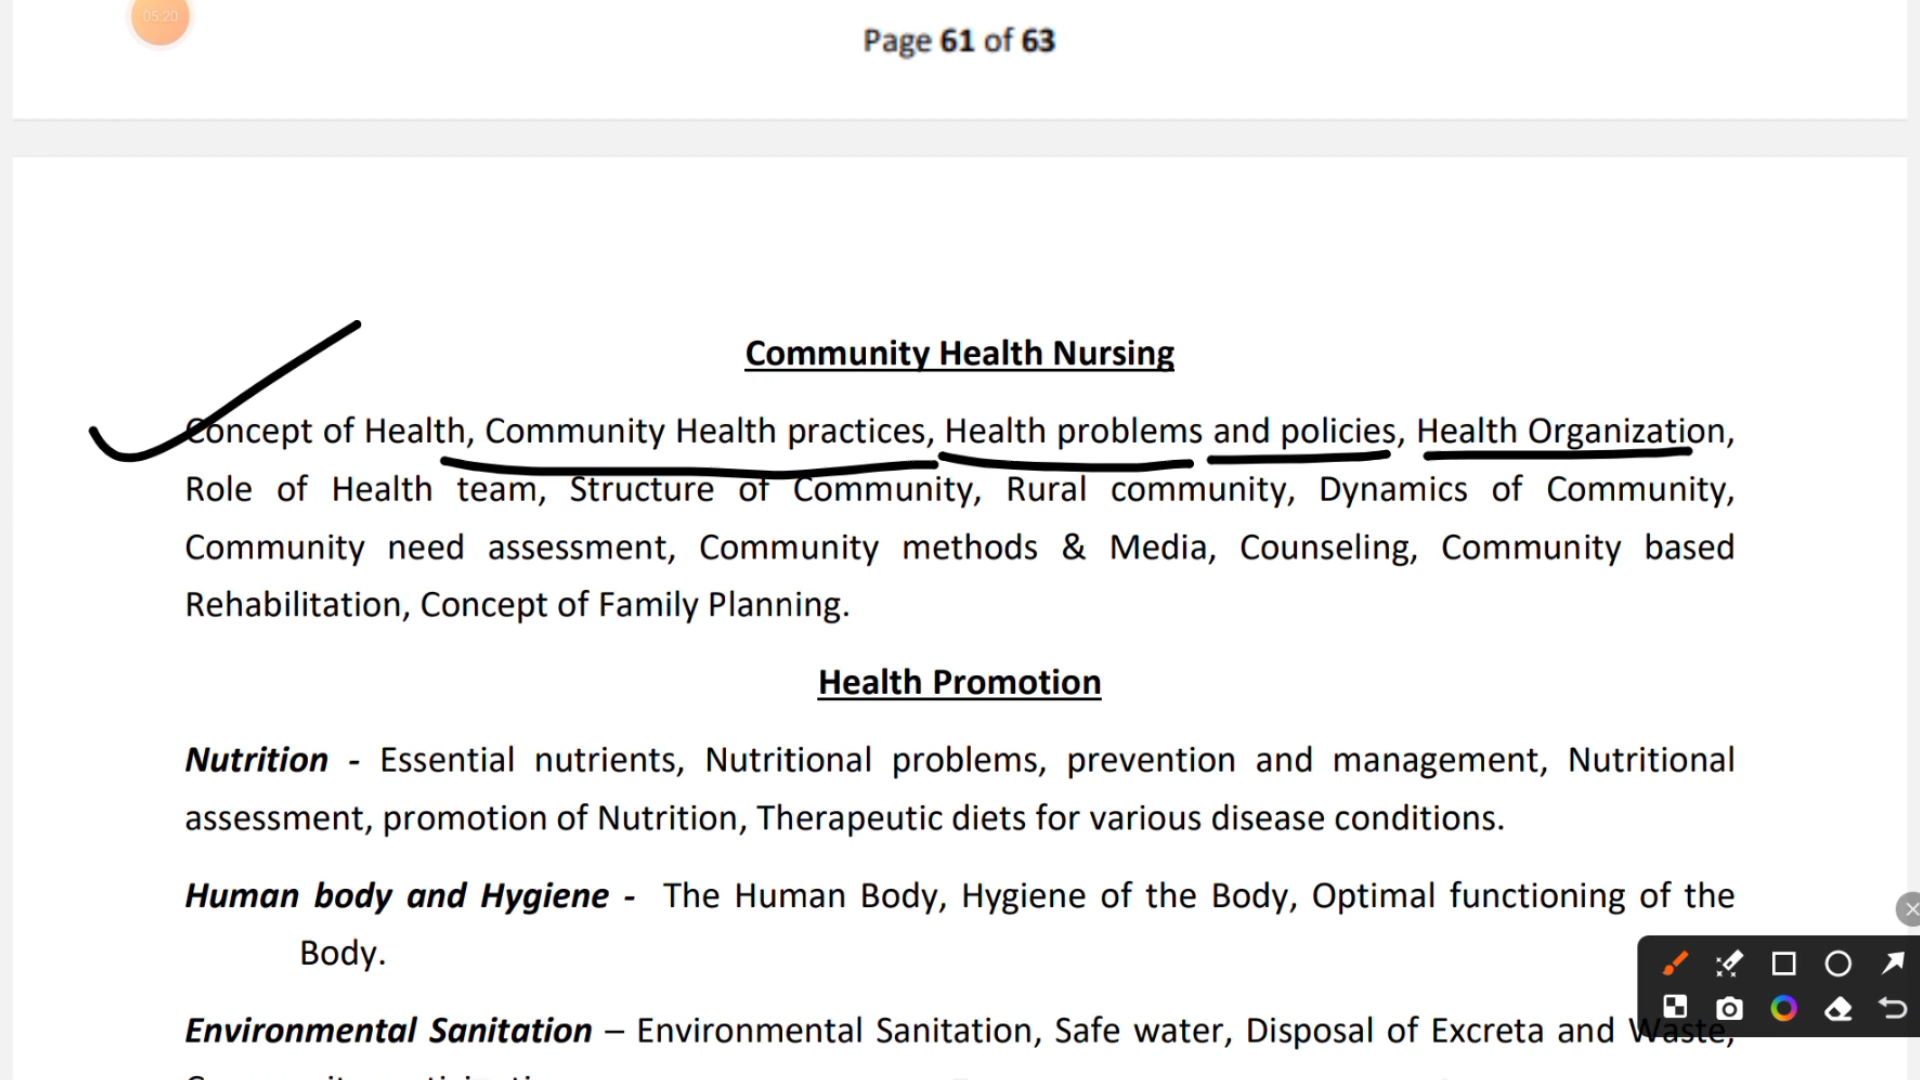 05:20
Page 61 of 63
Community Health Nursing
Concept of Health, Community Health practices, Health problems and policies, Health Organization,
Role of Health team, Structure of Community, Rural community, Dynamics of Community,
Community need assessment, Community methods & Media, Counseling, Community based
Rehabilitation, Concept of Family Planning.
Health Promotion
Nutrition - Essential nutrients, Nutritional problems, prevention and management, Nutritional
assessment, promotion of Nutrition, Therapeutic diets for various disease conditions.
Human body and Hygiene - The Human Body, Hygiene of the Body, Optimal functioning of the
Body.
Environmental Sanitation – Environmental Sanitation, Safe water, Disposal of Excreta and Waste,